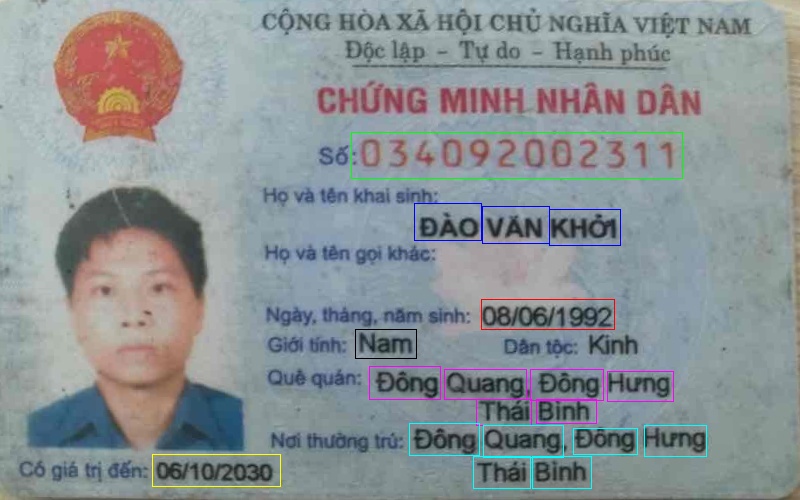 CỘNG HÒA XÃ HỘI CHỦ NGHĨA VIỆT NAM
Độc lập - Tự do - Hạnh phúc
CHỨNG MINH NHÂN DÂN
Số: 034092002311
Họ và tên khai sinh:
ĐÀO VĂN KHỞI
Họ và tên gọi khác:
Ngày, tháng, năm sinh: 08/06/1992
Giới tính: Nam Dân tộc: Kinh
Quê quán: Đông Quang, Đông Hưng
Thái Bình
Nơi thường trú: Đông Quang, Đông Hưng
Thái Bình
Có giá trị đến: 06/10/2030